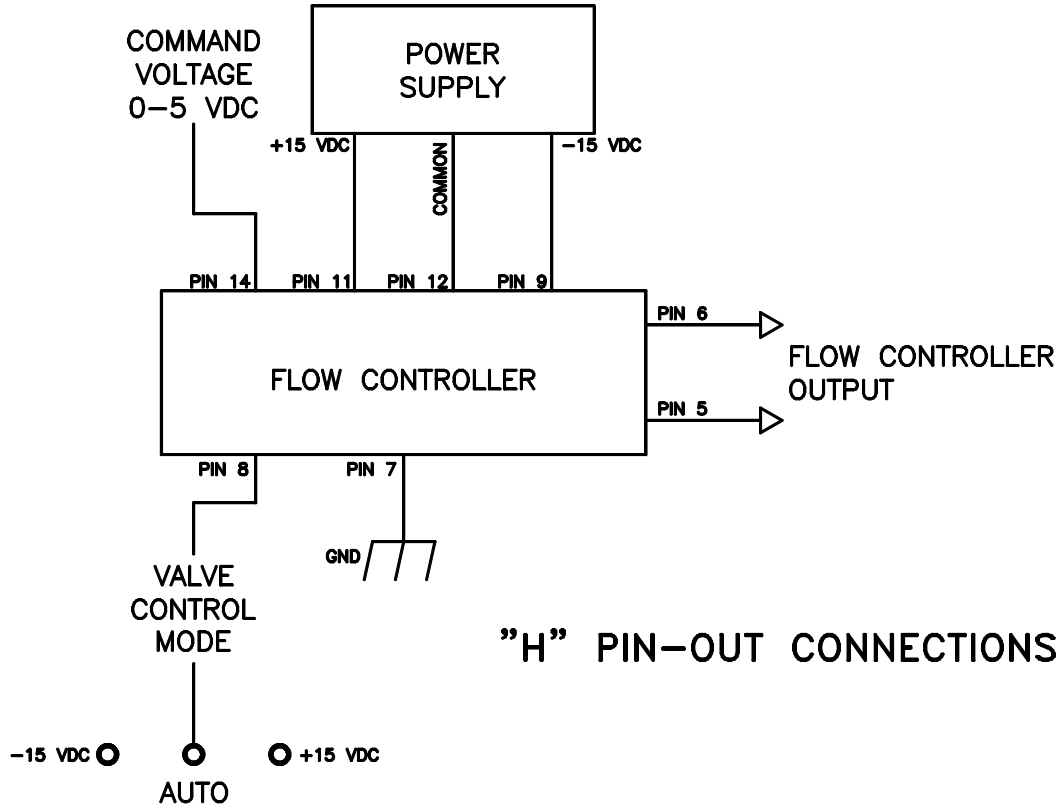 COMMAND
VOLTAGE
0-5 VDC
POWER
SUPPLY
+15 VDC
COMMON
-15 VDC
PIN 14
PIN 11
PIN 12
PIN 9
FLOW CONTROLLER
PIN 6
PIN 5
FLOW CONTROLLER
OUTPUT
PIN 8
PIN 7
GND
VALVE
CONTROL
MODE
"H" PIN-OUT CONNECTIONS
-15 VDC
+15 VDC
AUTO